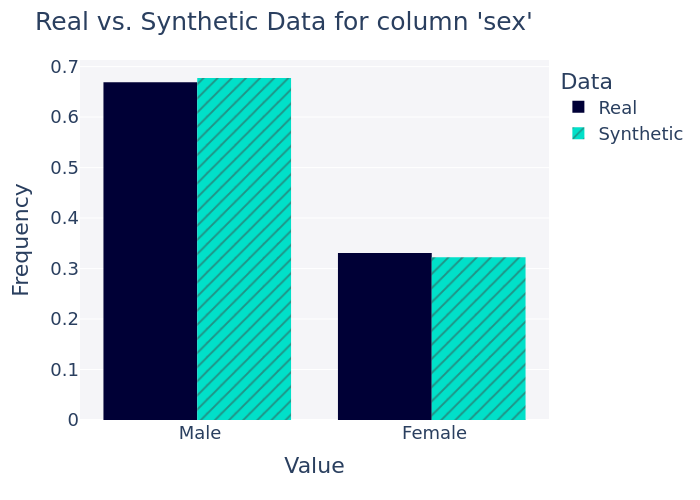 Real vs. Synthetic Data for column 'sex'
0.7
0.6
0.5
0.4
0.3
0.2
0.1
0
Frequency
Male
Female
Value
Data
Real
Synthetic